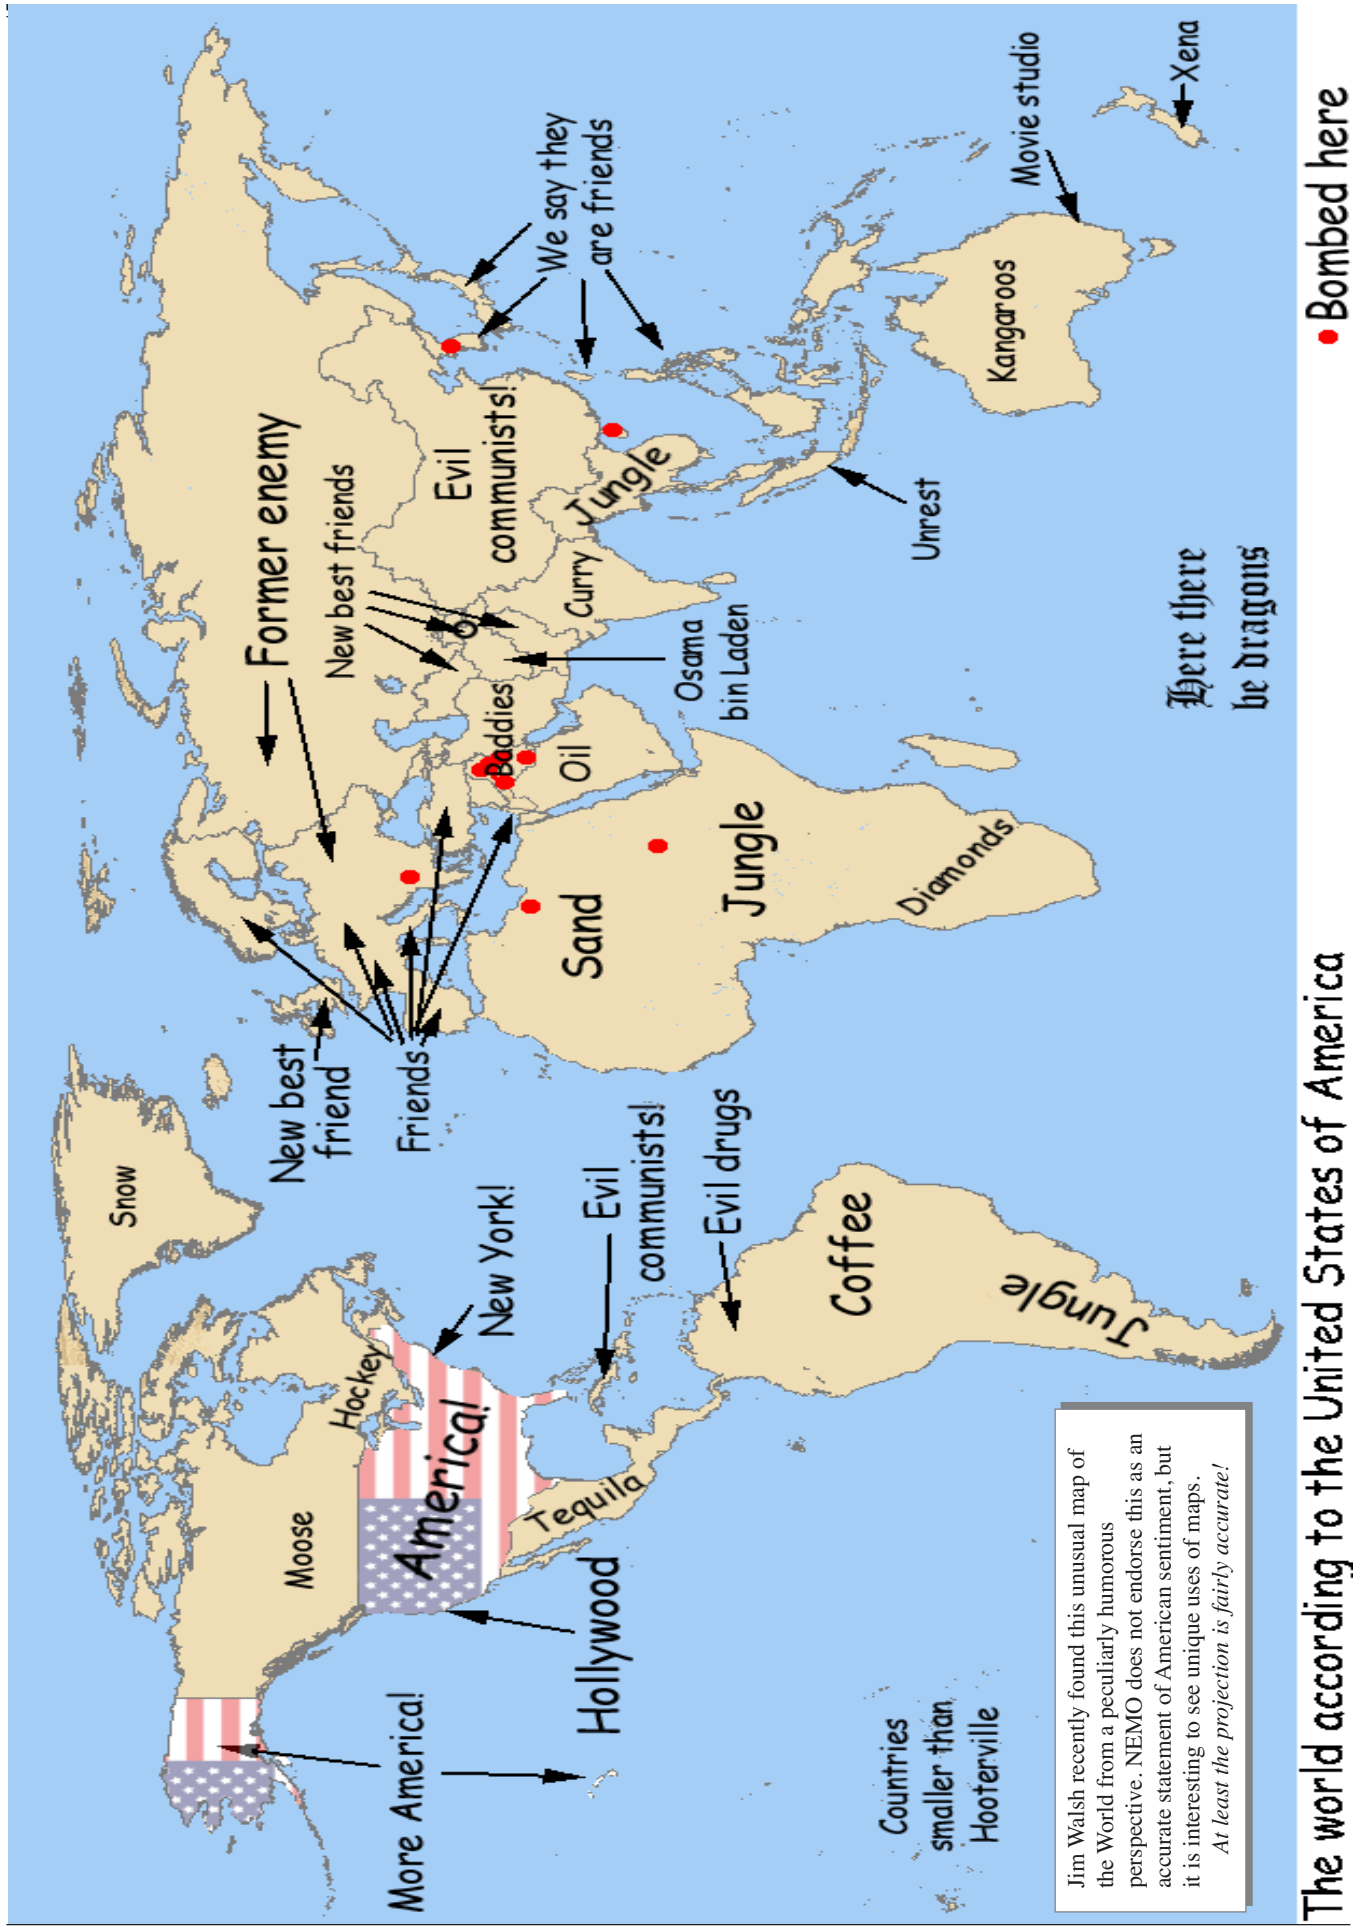 Snow
Moose
Hockey
America!
More America!
Hollywood
Tequila
New York!
Evil
communists!
Evil drugs
Coffee
Jungle
Countries
smaller than
Hooterville
New best
friend
Friends
Former enemy
New best friends
Evil
communists!
Baddies
Oil
Curry
Jungle
Osama
bin Laden
Sand
Jungle
Diamonds
We say they
are friends
Unrest
Kangaroos
Movie studio
Xena
Here there
be dragons
Jim Walsh recently found this unusual map of
the World from a peculiarly humorous
perspective. NEMO does not endorse this as an
accurate statement of American sentiment, but
it is interesting to see unique uses of maps.
At least the projection is fairly accurate!
The world according to the United States of America
Bombed here